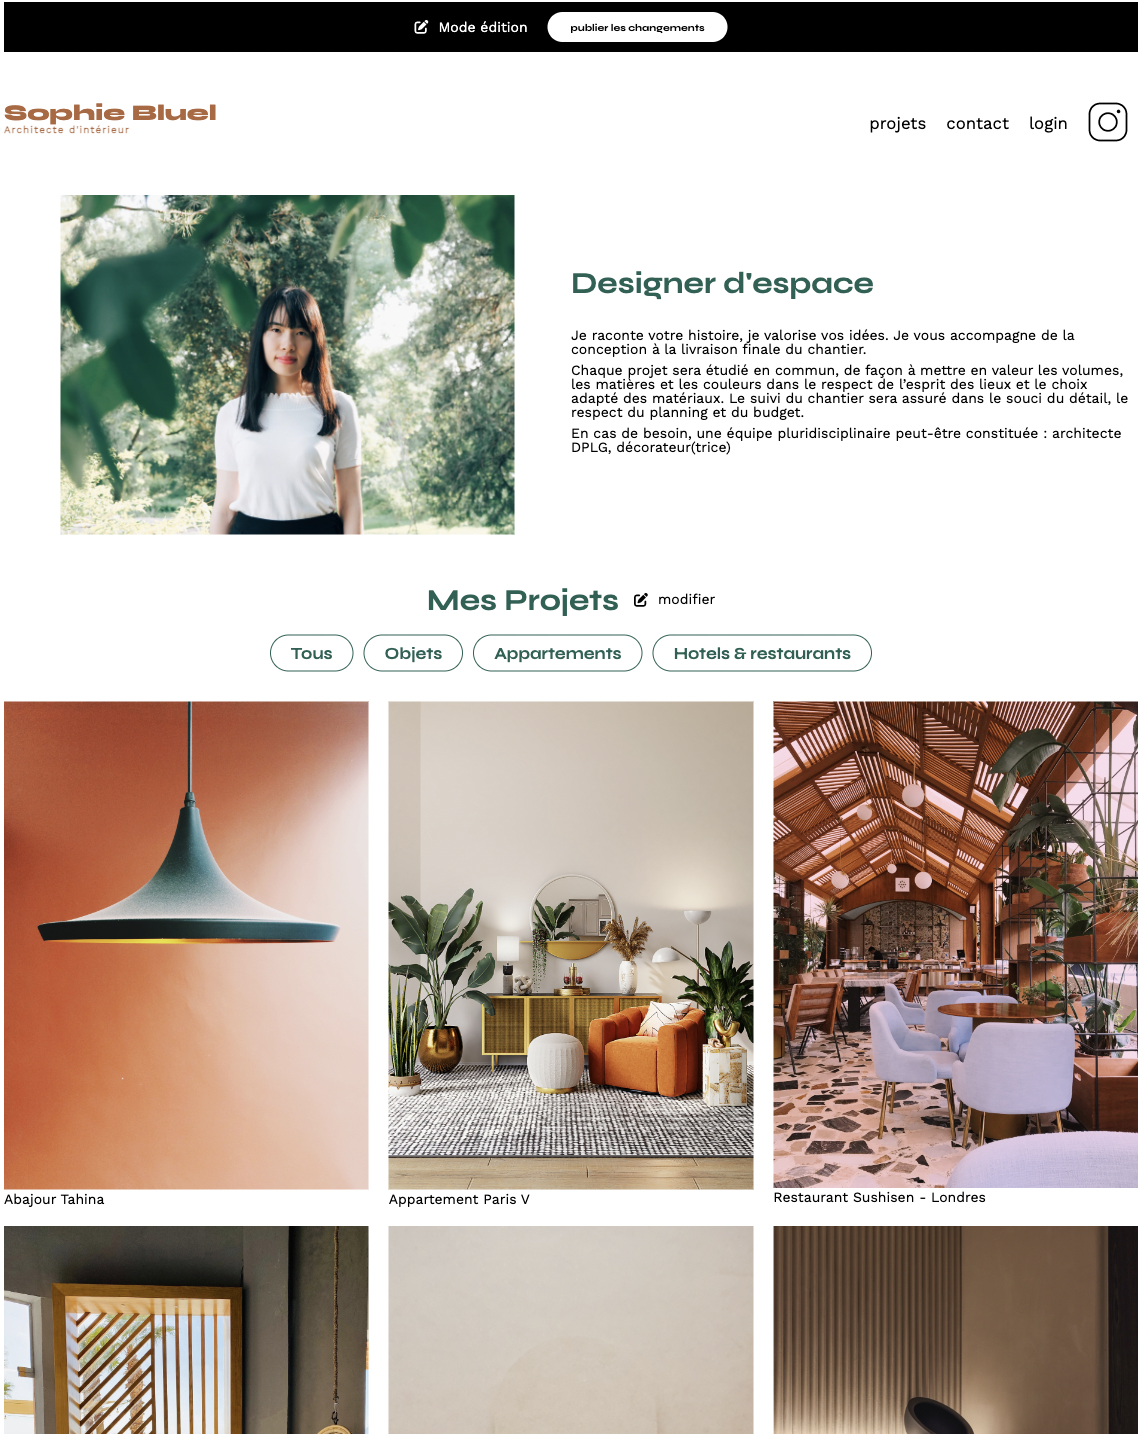 Mode édition publier les changements
Sophie Bluel
Architecte d'intérieur
projets contact login
Designer d'espace
Je raconte votre histoire, je valorise vos idées. Je vous accompagne de la
conception à la livraison finale du chantier.
Chaque projet sera étudié en commun, de façon à mettre en valeur les volumes,
les matières et les couleurs dans le respect de l’esprit des lieux et le choix
adapté des matériaux. Le suivi du chantier sera assuré dans le souci du détail, le
respect du planning et du budget.
En cas de besoin, une équipe pluridisciplinaire peut-être constituée : architecte
DPLG, décorateur(trice)
Mes Projets modifier
Tous Objets Appartements Hotels & restaurants
Abajour Tahina
Appartement Paris V
Restaurant Sushisen - Londres